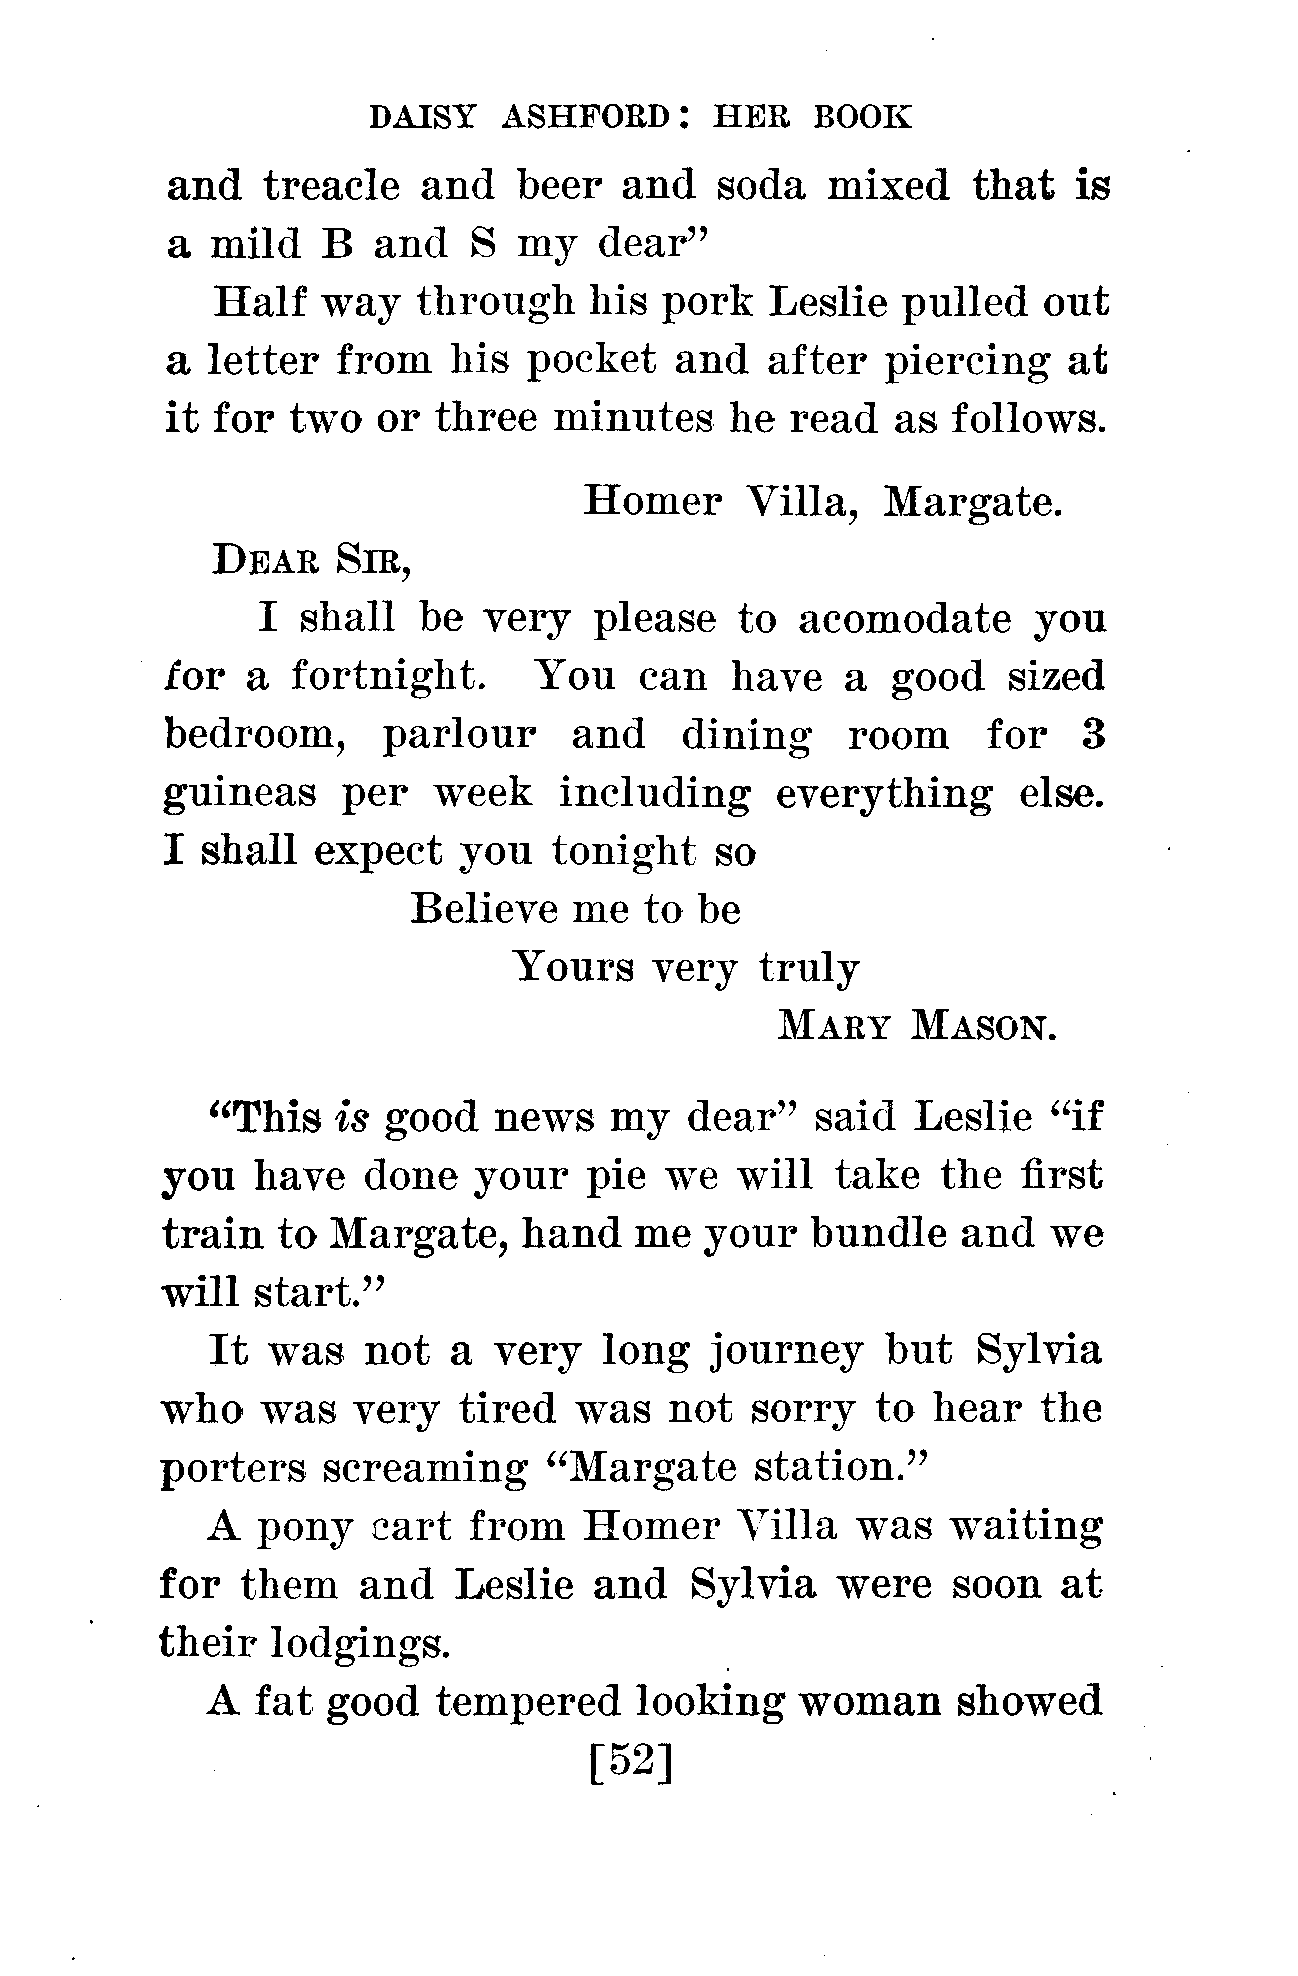 DAISY ASHFORD: HER BOOK
and treacle and beer and soda mixed that is
a mild B and S my dear”
Half way through his pork Leslie pulled out
a letter from his pocket and after piercing at
it for two or three minutes he read as follows.
Homer Villa, Margate.
DEAR SIR,
I shall be very please to acomodate you
for a fortnight. You can have a good sized
bedroom, parlour and dining room for 3
guineas per week including everything else.
I shall expect you tonight so
Believe me to be
Yours very truly
MARY MASON.
“This is good news my dear” said Leslie “if
you have done your pie we will take the first
train to Margate, hand me your bundle and we
will start.”
It was not a very long journey but Sylvia
who was very tired was not sorry to hear the
porters screaming “Margate station.”
A pony cart from Homer Villa was waiting
for them and Leslie and Sylvia were soon at
their lodgings.
A fat good tempered looking woman showed
[52]